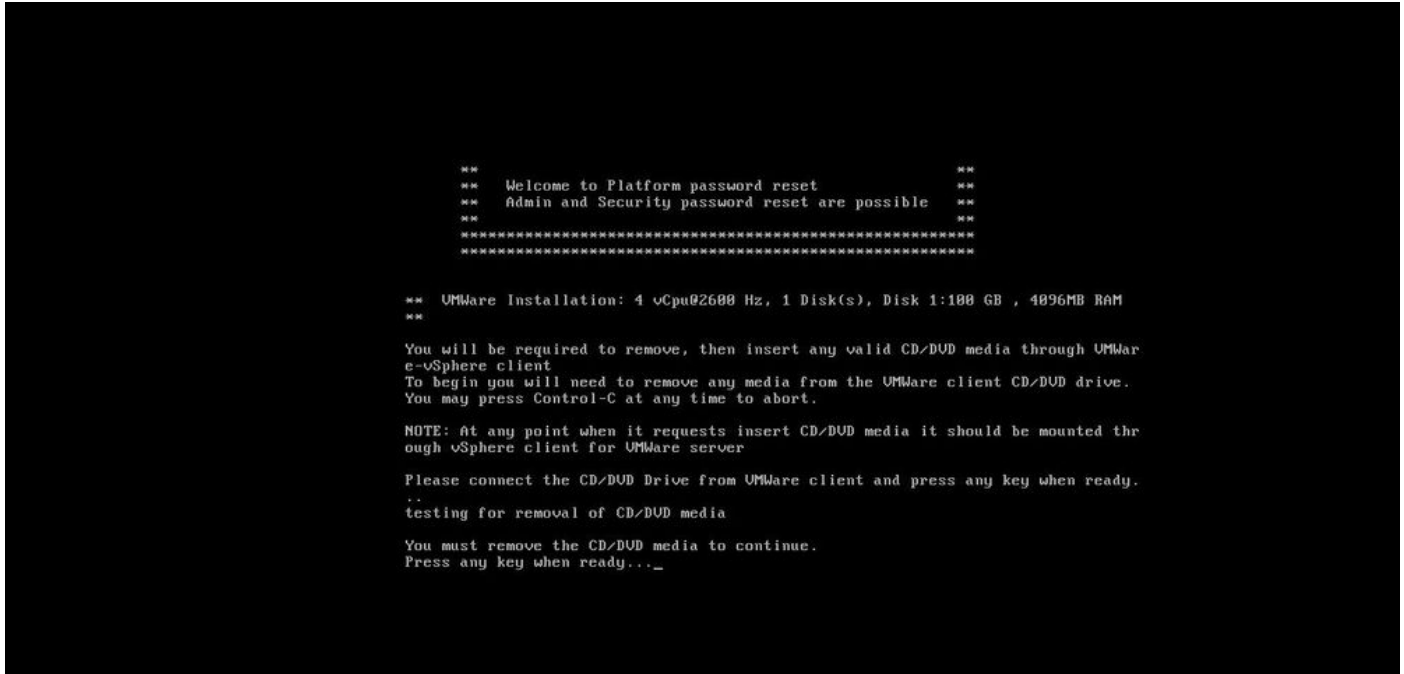 ** **
** Welcome to Platform password reset **
** Admin and Security password reset are possible **
** **
********************************************************
********************************************************
** VMWare Installation: 4 vCpu@2600 Hz, 1 Disk(s), Disk 1:100 GB , 4096MB RAM
**
You will be required to remove, then insert any valid CD/DVD media through VMWar
e-vSphere client
To begin you will need to remove any media from the VMWare client CD/DVD drive.
You may press Control-C at any time to abort.
NOTE: At any point when it requests insert CD/DVD media it should be mounted thr
ough vSphere client for VMWare server
Please connect the CD/DVD Drive from VMWare client and press any key when ready.
..
testing for removal of CD/DVD media
You must remove the CD/DVD media to continue.
Press any key when ready..._